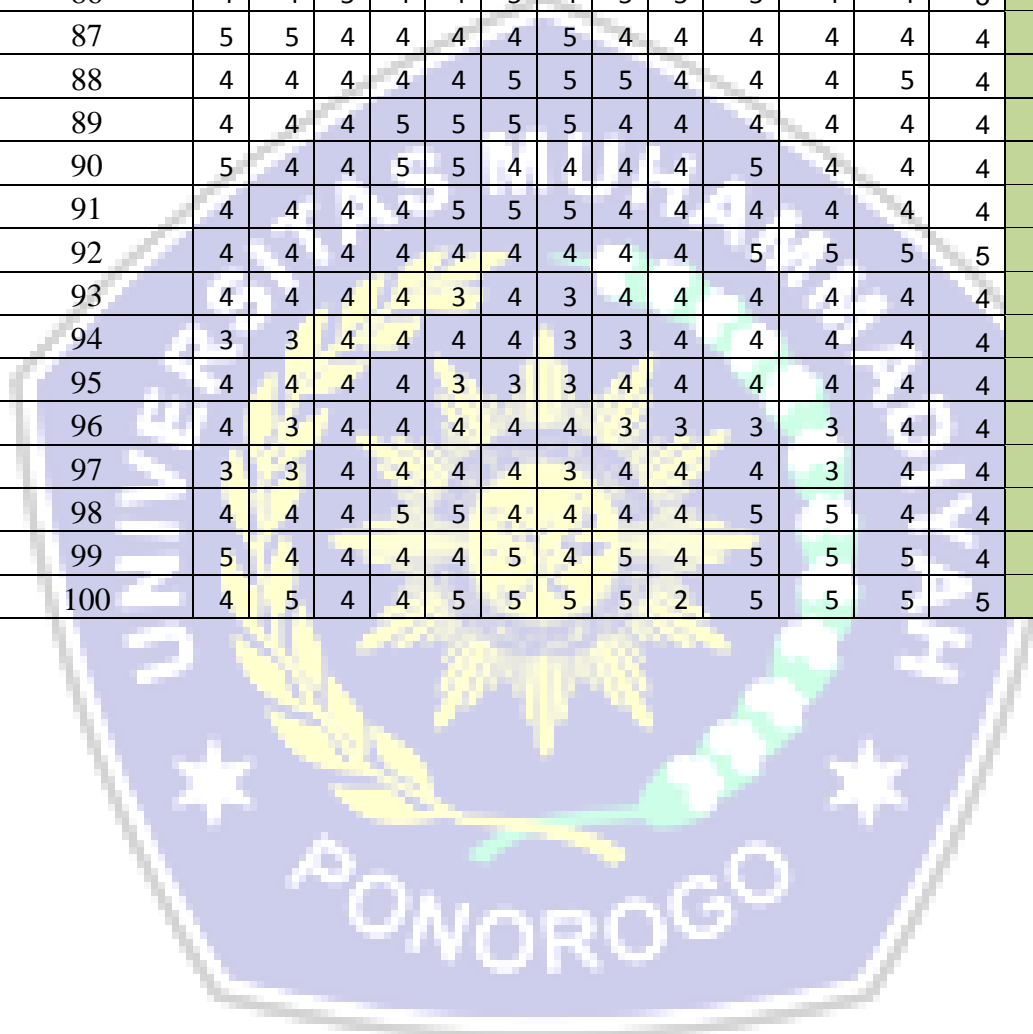 87 5 5 4 4 4 4 5 4 4 4 4 4 4
88 4 4 4 4 4 5 5 5 4 4 4 5 4
89 4 4 4 5 5 5 5 4 4 4 4 4 4
90 5 4 4 5 5 4 4 4 4 5 4 4 4
91 4 4 4 4 5 5 5 4 4 4 4 4 4
92 4 4 4 4 4 4 4 4 4 5 5 5 5
93 4 4 4 4 3 4 3 4 4 4 4 4 4
94 3 3 4 4 4 4 3 3 4 4 4 4 4
95 4 4 4 4 3 3 3 4 4 4 4 4 4
96 4 3 4 4 4 4 4 3 3 3 3 4 4
97 3 3 4 4 4 4 3 4 4 4 3 4 4
98 4 4 4 5 5 4 4 4 4 5 5 4 4
99 5 4 4 4 4 5 4 5 4 5 5 5 4
100 4 5 4 4 5 5 5 5 2 5 5 5 5
UNIVERSITAS MUHAMMADIYAH
PONOROGO